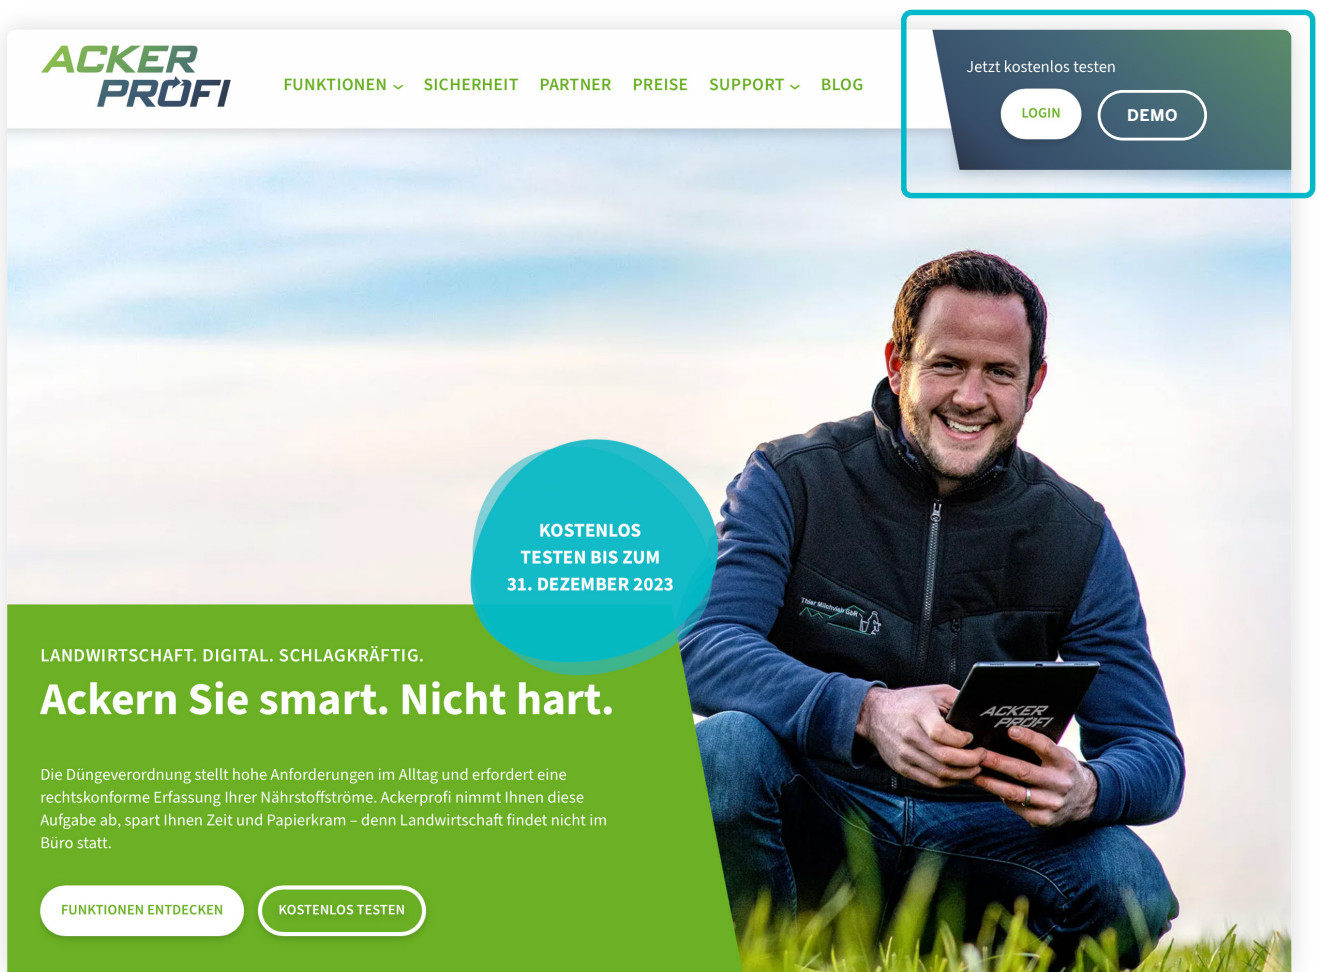 ACKER
PROFI
FUNKTIONEN
SICHERHEIT
PARTNER
PREISE
SUPPORT
BLOG
Jetzt kostenlos testen
LOGIN
DEMO
KOSTENLOS
TESTEN BIS ZUM
31. DEZEMBER 2023
Thier Milchvieh GbR
ACKER
PROFI
LANDWIRTSCHAFT. DIGITAL. SCHLAGKRÄFTIG.
Ackern Sie smart. Nicht hart.
Die Düngeverordnung stellt hohe Anforderungen im Alltag und erfordert eine
rechtskonforme Erfassung Ihrer Nährstoffströme. Ackerprofi nimmt Ihnen diese
Aufgabe ab, spart Ihnen Zeit und Papierkram – denn Landwirtschaft findet nicht im
Büro statt.
FUNKTIONEN ENTDECKEN
KOSTENLOS TESTEN